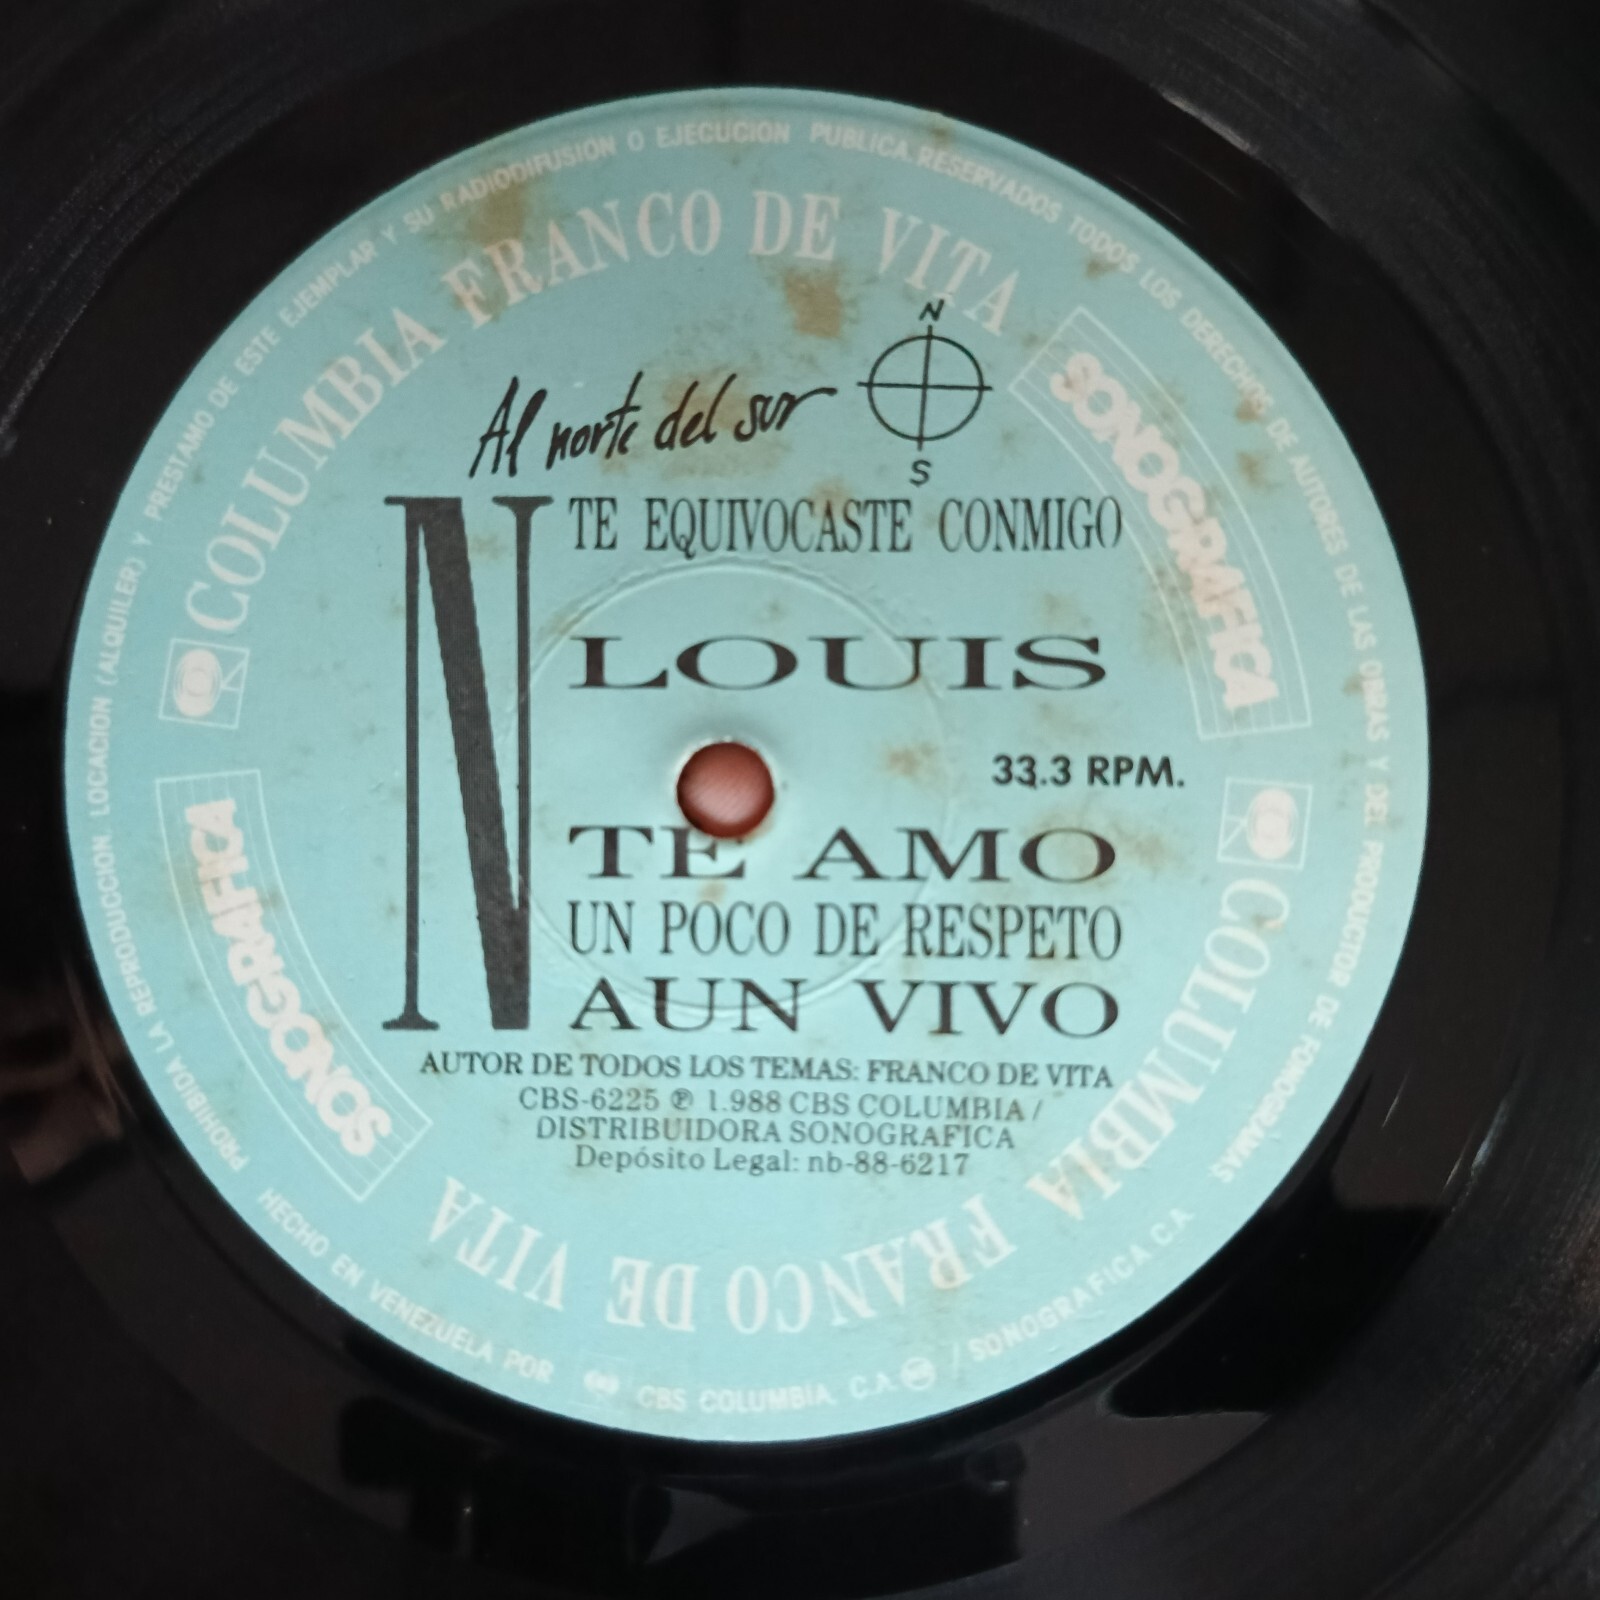 PROHIBIDA LA REPRODUCCION, LOCACION (ALQUILER) Y PRESTAMO DE ESTE EJEMPLAR Y SU RADIODIFUSION O EJECUCION PUBLICA. RESERVADOS TODOS LOS DERECHOS DE AUTORES DE LAS OBRAS Y DEL PRODUCTOR DE FONOGRAMAS
COLUMBIA FRANCO DE VITA
SONOGRAFICA
Al norte del sur
N
S
N
TE EQUIVOCASTE CONMIGO
LOUIS
33.3 RPM.
TE AMO
UN POCO DE RESPETO
AUN VIVO
AUTOR DE TODOS LOS TEMAS: FRANCO DE VITA
CBS-6225 ℗ 1.988 CBS COLUMBIA /
DISTRIBUIDORA SONOGRAFICA
Depósito Legal: nb-88-6217
COLUMBIA FRANCO DE VITA
SONOGRAFICA
HECHO EN VENEZUELA POR CBS COLUMBIA, C.A. / SONOGRAFICA C.A.